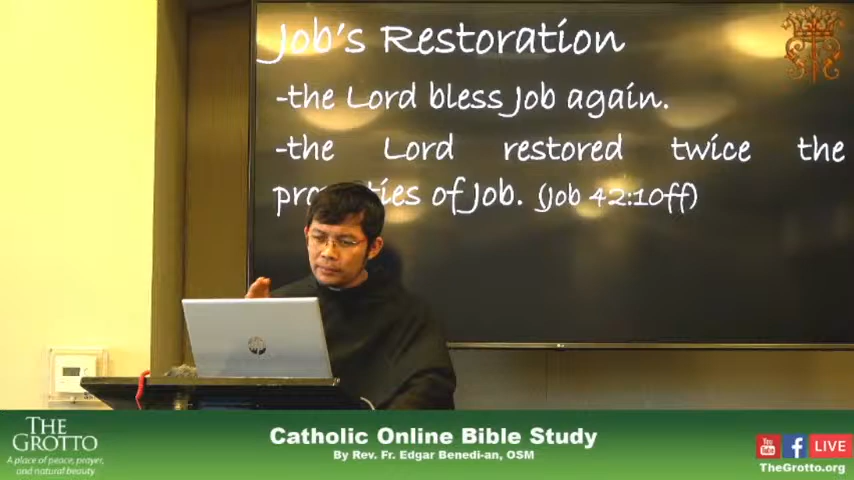 Job's Restoration
-the Lord bless Job again.
-the Lord restored twice the
of Job. (Job 42:10ff)
THE
GROTTO
A place of peace, prayer,
and natural beauty
Catholic Online Bible Study
By Rev. Fr. Edgar Benedi-an, OSM
You
Tube
f
LIVE
TheGrotto.org